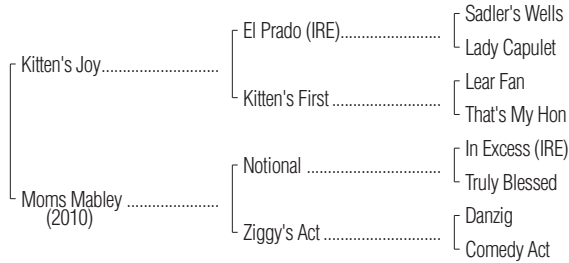 Sadler's Wells
El Prado (IRE)
Lady Capulet
Kitten's Joy
Lear Fan
Kitten's First
That's My Hon
In Excess (IRE)
Notional
Truly Blessed
Moms Mabley
(2010)
Danzig
Ziggy's Act
Comedy Act